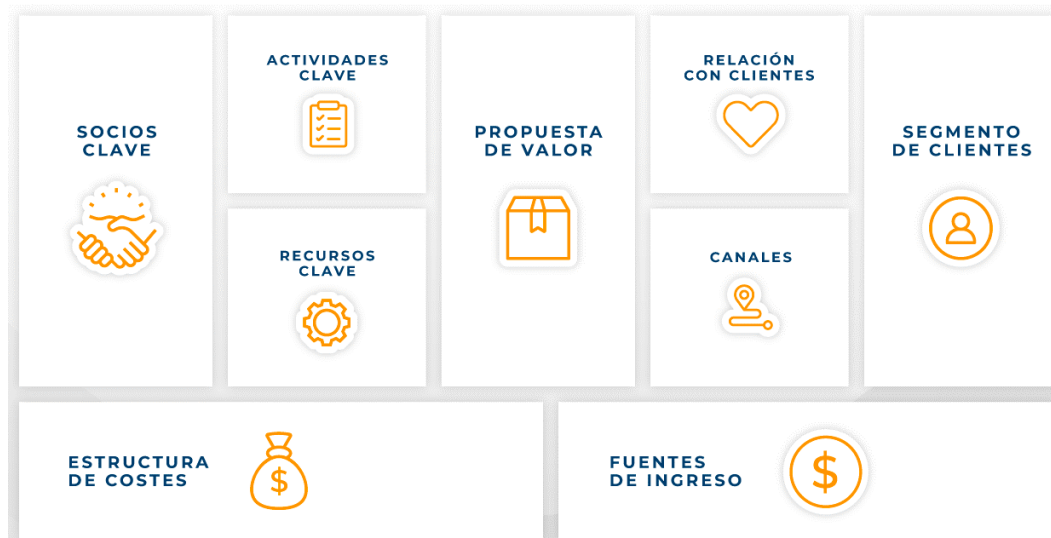 SOCIOS
CLAVE
ACTIVIDADES
CLAVE
RECURSOS
CLAVE
PROPUESTA
DE VALOR
RELACIÓN
CON CLIENTES
CANALES
SEGMENTO
DE CLIENTES
ESTRUCTURA
DE COSTES
$
FUENTES
DE INGRESO
$